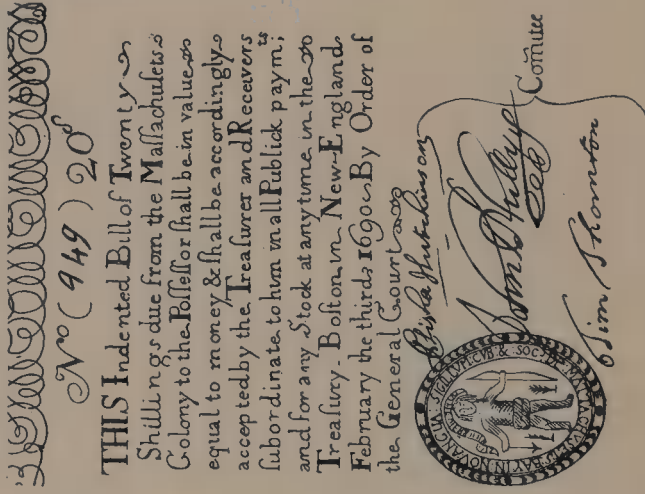 Nº (949) 20ˢ
THIS Indented Bill of Twenty
Shillings due from the Maſſachuſets
Colony to the Poſſeſſor ſhall be in value
equal to money & ſhall be accordingly
accepted by the Treaſurer and Receivers
ſubordinate to him in all Publick paymᵗˢ;
and for any Stock at any time in the
Treaſury. Boſton in New-England
February the third; 1690. By Order of
the General Court
Eliſha Hutchinson
Comittee
Tim Thornton
SIGILLVM
IN NOVA